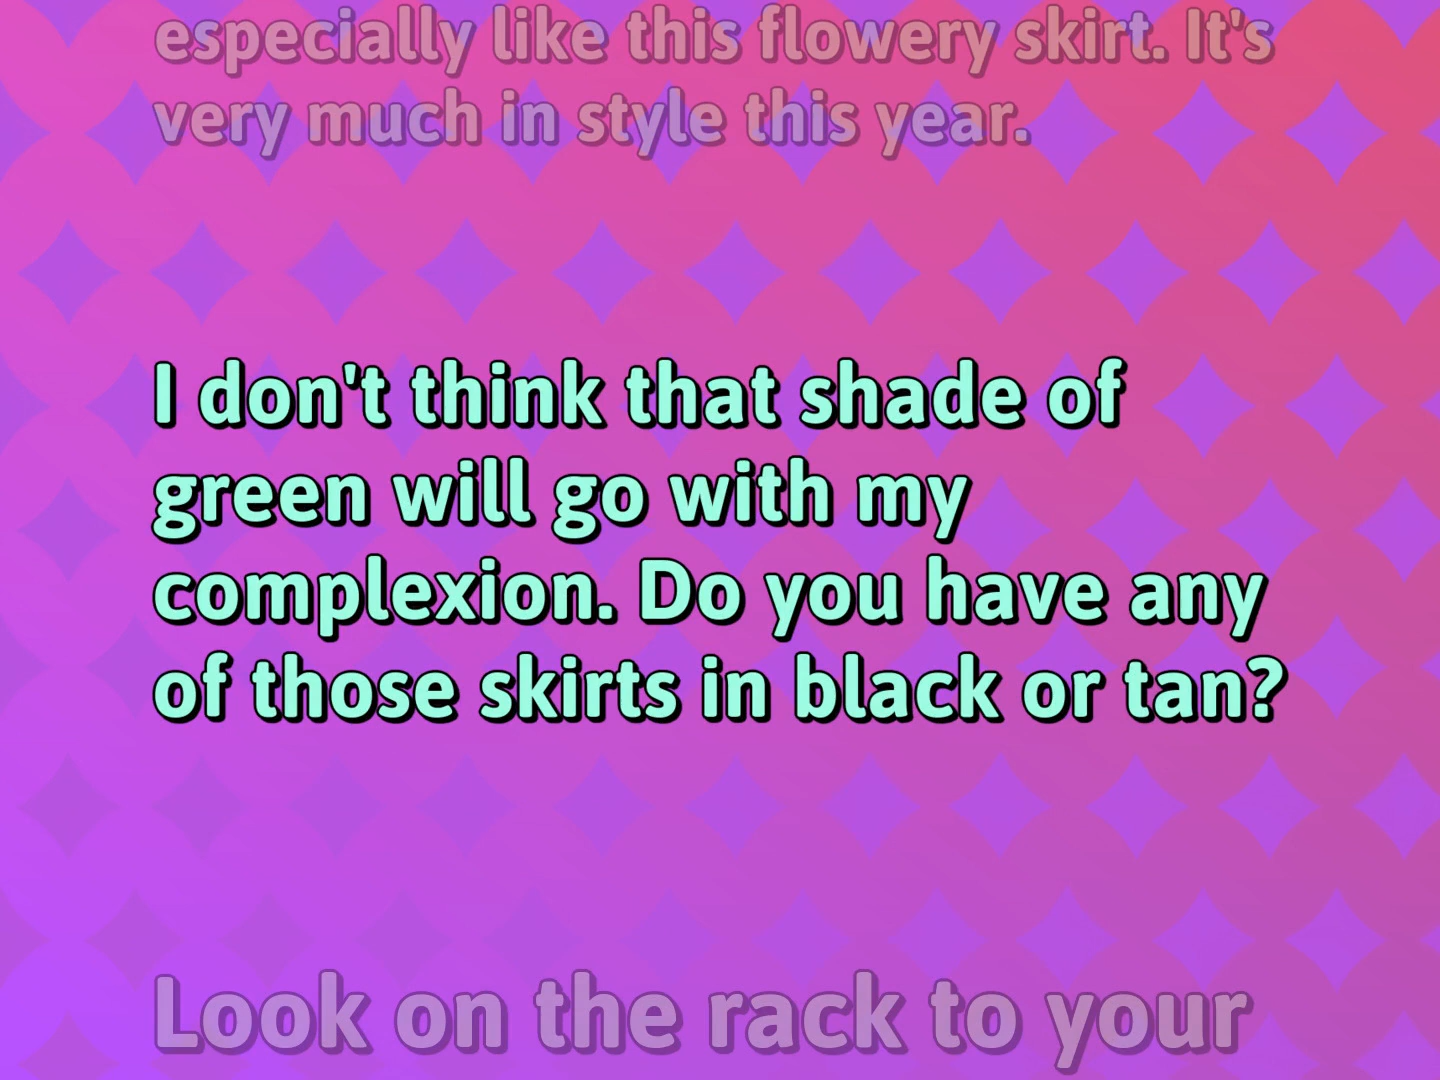 especially like this flowery skirt. It's
very much in style this year.
I don't think that shade of
green will go with my
complexion. Do you have any
of those skirts in black or tan?
Look on the rack to your